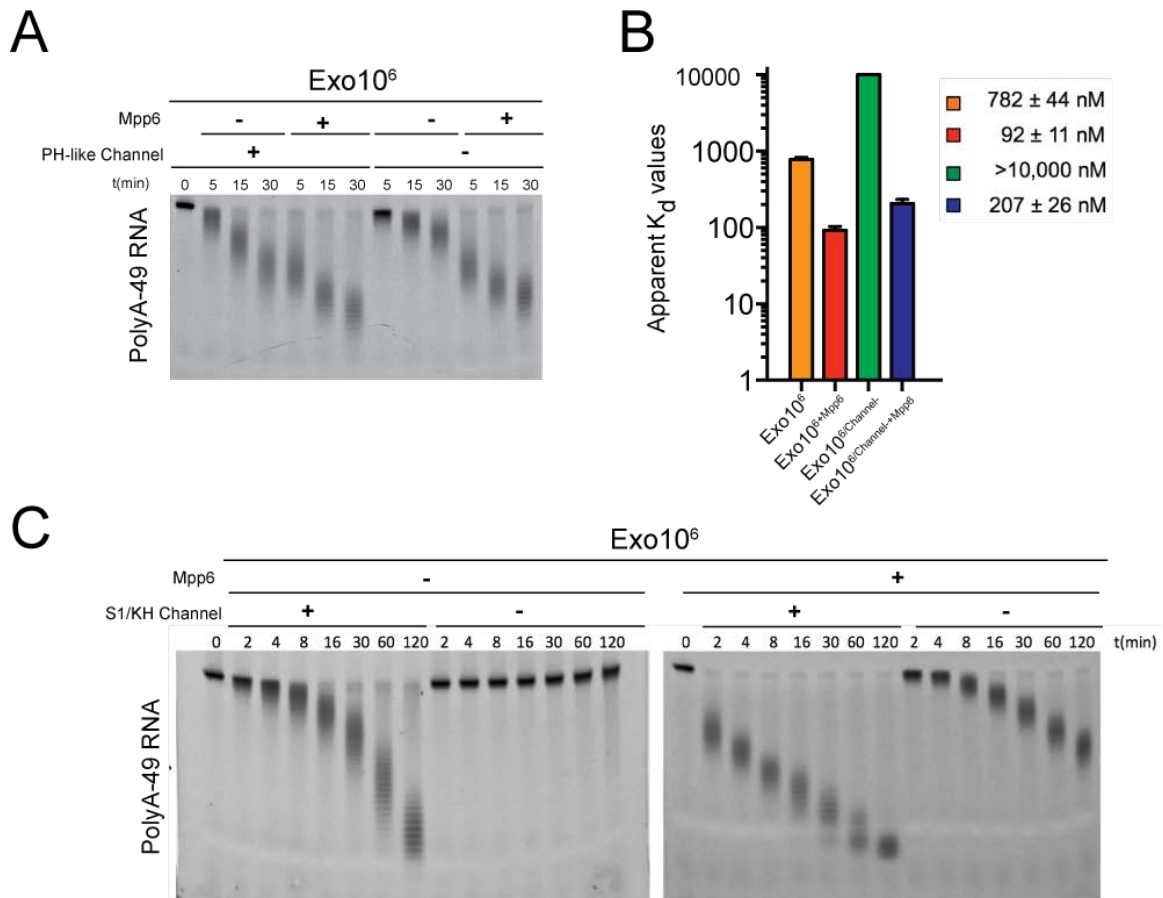 A
Exo10⁶
Mpp6 - + - +
PH-like Channel + -
t(min) 0 5 15 30 5 15 30 5 15 30 5 15 30
PolyA-49 RNA
B
Apparent Kd values
10000
1000
100
10
1
Exo10⁶
Exo10⁶⁺ᴹᵖᵖ⁶
Exo10⁶/Channel-
Exo10⁶/Channel-+Mpp6
782 ± 44 nM
92 ± 11 nM
>10,000 nM
207 ± 26 nM
C
Exo10⁶
Mpp6 - +
S1/KH Channel + - + -
0 2 4 8 16 30 60 120 2 4 8 16 30 60 120 0 2 4 8 16 30 60 120 2 4 8 16 30 60 120 t(min)
PolyA-49 RNA